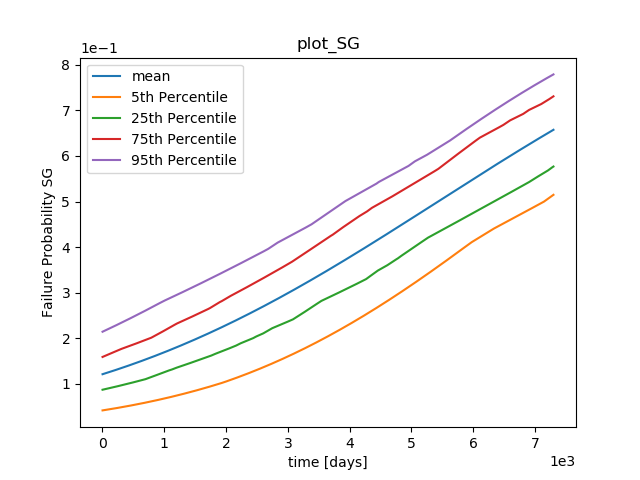 plot_SG
1e−1
8
7
6
5
4
3
2
1
Failure Probability SG
mean
5th Percentile
25th Percentile
75th Percentile
95th Percentile
0 1 2 3 4 5 6 7
1e3
time [days]